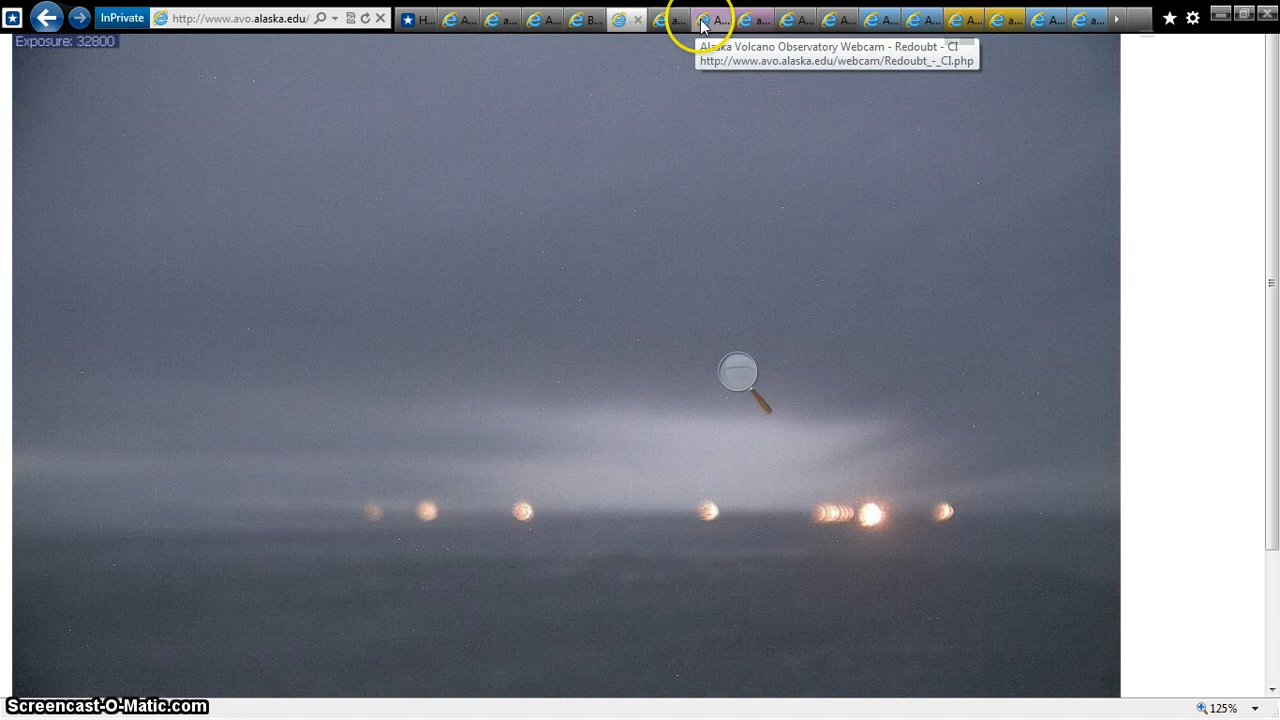 InPrivate
http://www.avo.alaska.edu/
H...
A...
a...
A...
B...
a...
A...
a...
A...
A...
A...
A...
A...
a...
A...
a...
Exposure: 32800
Alaska Volcano Observatory Webcam - Redoubt - CI
http://www.avo.alaska.edu/webcam/Redoubt_-_CI.php
Screencast-O-Matic.com
125%